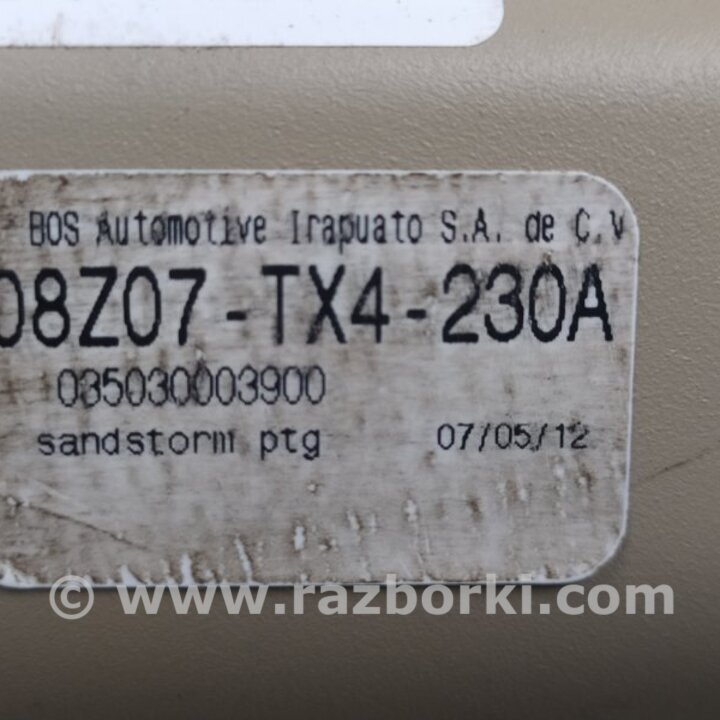 BOS Automotive Irapuato S.A. de C.V
08Z07-TX4-230A
035030003900
sandstorm ptg 07/05/12
© www.razborki.com